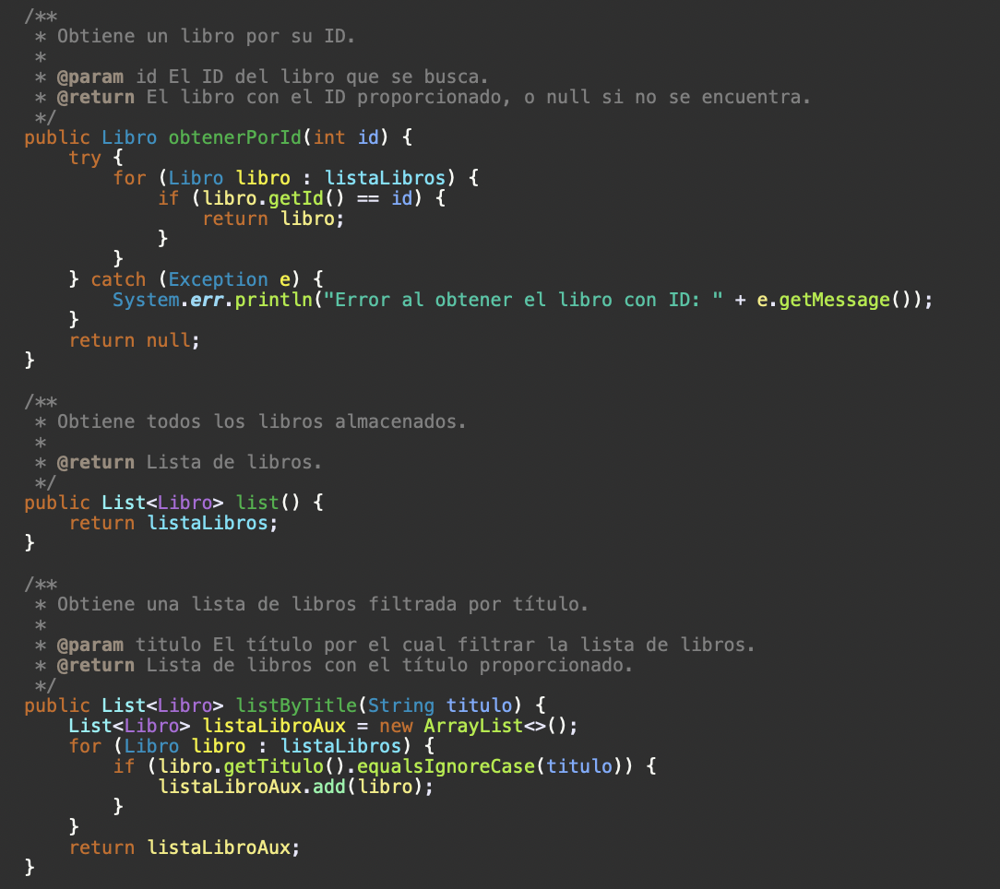 /**
 * Obtiene un libro por su ID.
 *
 * @param id El ID del libro que se busca.
 * @return El libro con el ID proporcionado, o null si no se encuentra.
 */
public Libro obtenerPorId(int id) {
    try {
        for (Libro libro : listaLibros) {
            if (libro.getId() == id) {
                return libro;
            }
        }
    } catch (Exception e) {
        System.err.println("Error al obtener el libro con ID: " + e.getMessage());
    }
    return null;
}

/**
 * Obtiene todos los libros almacenados.
 *
 * @return Lista de libros.
 */
public List<Libro> list() {
    return listaLibros;
}

/**
 * Obtiene una lista de libros filtrada por título.
 *
 * @param titulo El título por el cual filtrar la lista de libros.
 * @return Lista de libros con el título proporcionado.
 */
public List<Libro> listByTitle(String titulo) {
    List<Libro> listaLibroAux = new ArrayList<>();
    for (Libro libro : listaLibros) {
        if (libro.getTitulo().equalsIgnoreCase(titulo)) {
            listaLibroAux.add(libro);
        }
    }
    return listaLibroAux;
}